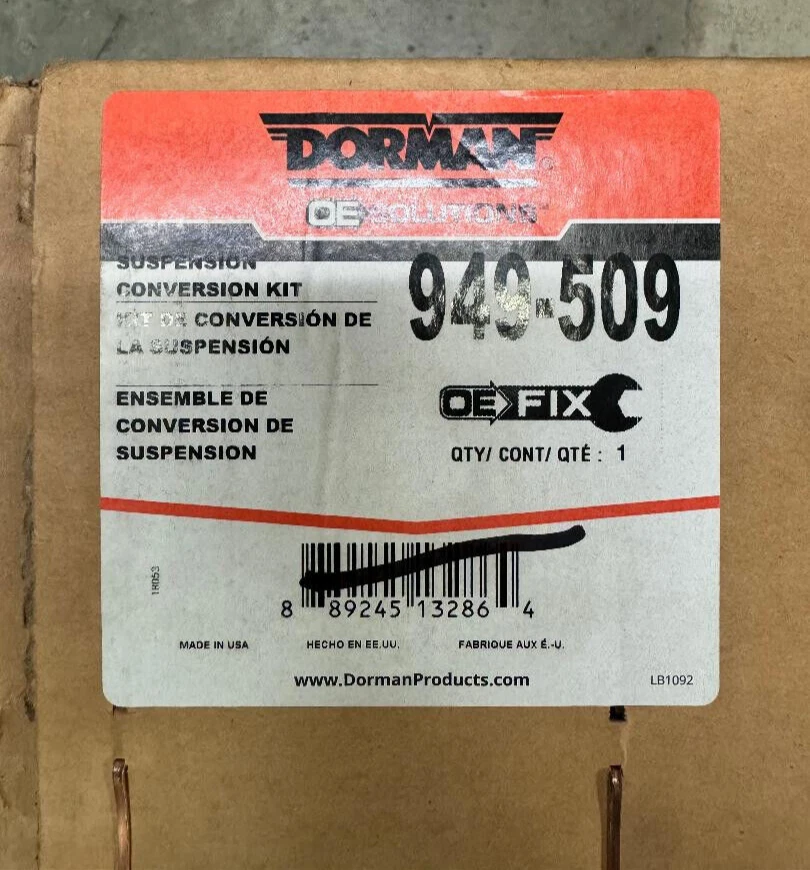 DORMAN
OE SOLUTIONS™
SUSPENSION
CONVERSION KIT
949-509
KIT DE CONVERSIÓN DE
LA SUSPENSIÓN
ENSEMBLE DE
CONVERSION DE
SUSPENSION
OE FIX
QTY/ CONT/ QTÉ : 1
1R053
8 89245 13286 4
MADE IN USA HECHO EN EE.UU. FABRIQUE AUX É.-U.
www.DormanProducts.com
LB1092